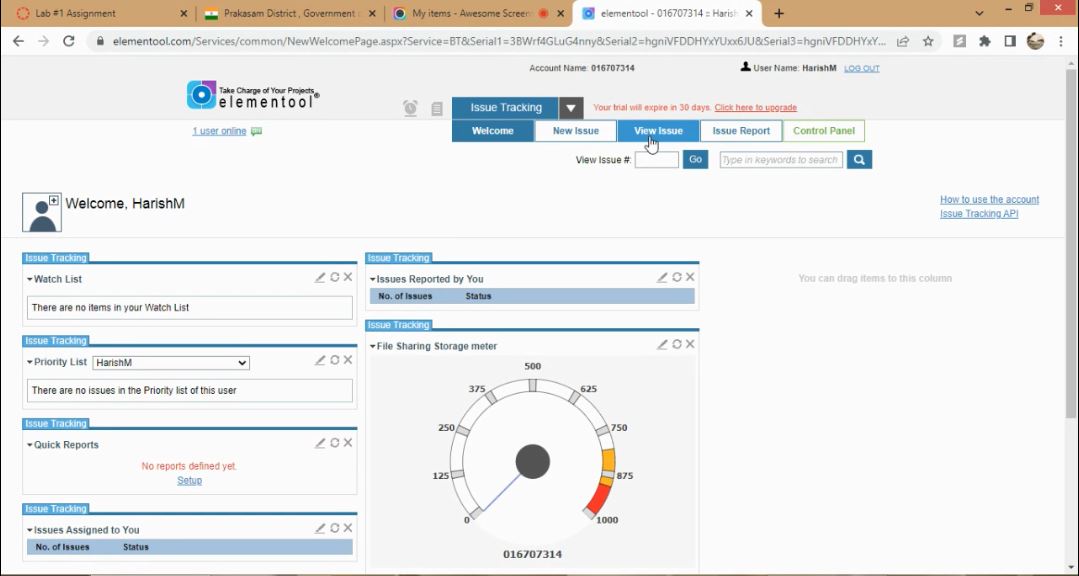 Lab #1 Assignment
Prakasam District , Government
My items - Awesome Screen
elementool - 016707314 :: Harish
elementool.com/Services/common/NewWelcomePage.aspx?Service=BT&Serial1=3BWrf4GLuG4nny&Serial2=hgniVFDDHYxYUxx6JU&Serial3=hgniVFDDHYxY...
Account Name: 016707314
User Name: HarishM LOG OUT
Take Charge of Your Projects
elementool
Issue Tracking
Your trial will expire in 30 days. Click here to upgrade
1 user online
Welcome
New Issue
View Issue
Issue Report
Control Panel
View Issue #:
Go
Type in keywords to search
Welcome, HarishM
How to use the account
Issue Tracking API
Issue Tracking
Watch List
There are no items in your Watch List
Issue Tracking
Priority List HarishM
There are no issues in the Priority list of this user
Issue Tracking
Quick Reports
No reports defined yet.
Setup
Issue Tracking
Issues Assigned to You
No. of Issues Status
Issue Tracking
Issues Reported by You
No. of Issues Status
Issue Tracking
File Sharing Storage meter
500
375 625
250 750
125 875
0 1000
016707314
You can drag items to this column